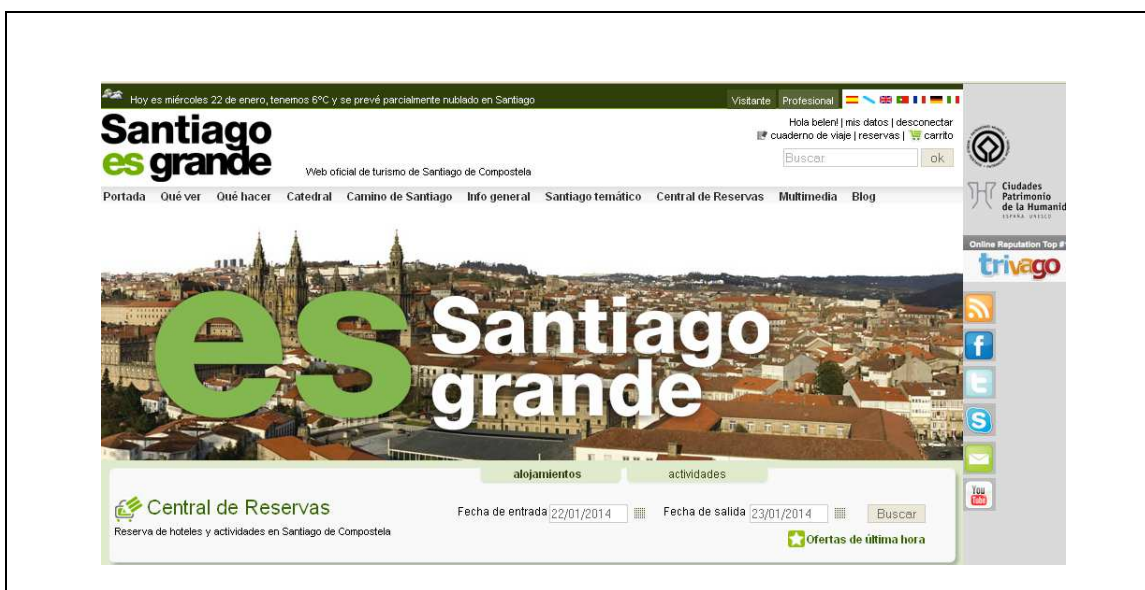 Hoy es miércoles 22 de enero, tenemos 6ºC y se prevé parcialmente nublado en Santiago
Visitante Profesional
Hola belen! | mis datos | desconectar
cuaderno de viaje | reservas | carrito
Santiago
es grande
Web oficial de turismo de Santiago de Compostela
Buscar ok
Portada Qué ver Qué hacer Catedral Camino de Santiago Info general Santiago temático Central de Reservas Multimedia Blog
es Santiago
grande
Ciudades
Patrimonio
de la Humanid
ESPAÑA UNESCO
Online Reputation Top #
trivago
f
t
S
You
Tube
alojamientos actividades
Central de Reservas
Reserva de hoteles y actividades en Santiago de Compostela
Fecha de entrada 22/01/2014 Fecha de salida 23/01/2014 Buscar
Ofertas de última hora